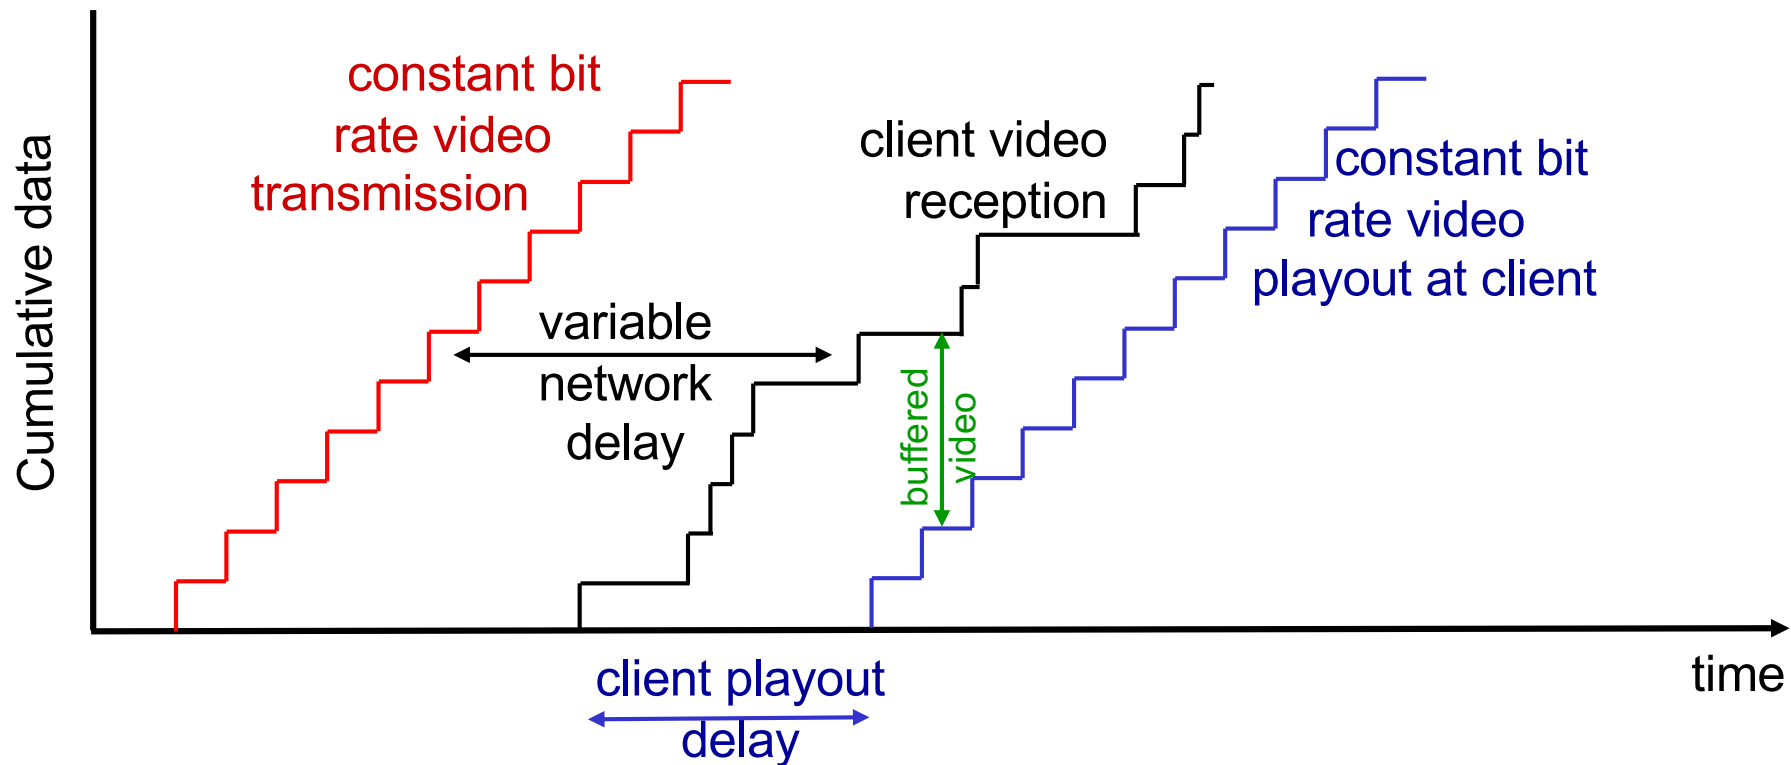 Cumulative data
constant bit
rate video
transmission
variable
network
delay
client video
reception
buffered
video
constant bit
rate video
playout at client
time
client playout
delay